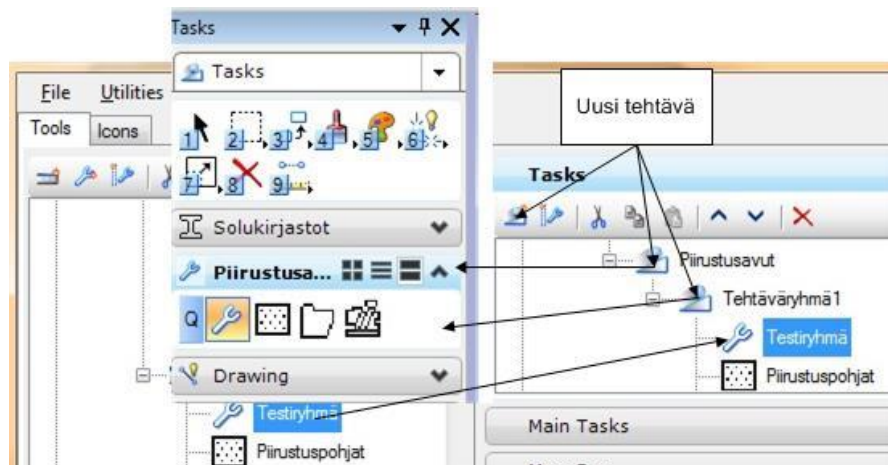 File Utilities
Tools Icons
Tasks
Tasks
1 2 3 4 5 6
7 8 9
Solukirjastot
Piirustusa...
Q
Drawing
Testiryhmä
Piirustuspohjat
Uusi tehtävä
Tasks
Piirustusavut
Tehtäväryhmä1
Testiryhmä
Piirustuspohjat
Main Tasks